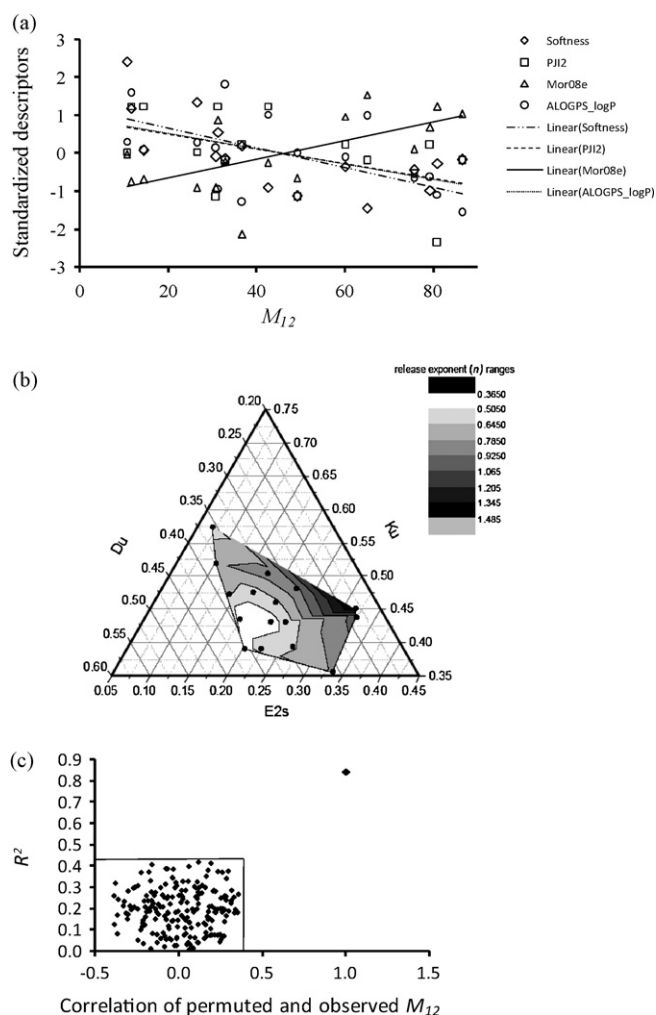 (a)
Standardized descriptors
3
2
1
0
-1
-2
-3
0 20 40 60 80
M12
Softness
PJI2
Mor08e
ALOGPS_logP
Linear(Softness)
Linear(PJI2)
Linear(Mor08e)
Linear(ALOGPS_logP)
(b)
release exponent (n) ranges
0.3650
0.5050
0.6450
0.7850
0.9250
1.065
1.205
1.345
1.485
0.20 0.75
0.25 0.70
0.30 0.65
0.35 0.60
0.40 0.55
0.45 0.50
0.50 0.45
0.55 0.40
0.60 0.35
Du
Ku
0.05 0.10 0.15 0.20 0.25 0.30 0.35 0.40 0.45
E2s
(c)
R2
0.9
0.8
0.7
0.6
0.5
0.4
0.3
0.2
0.1
0.0
-0.5 0.0 0.5 1.0 1.5
Correlation of permuted and observed M12